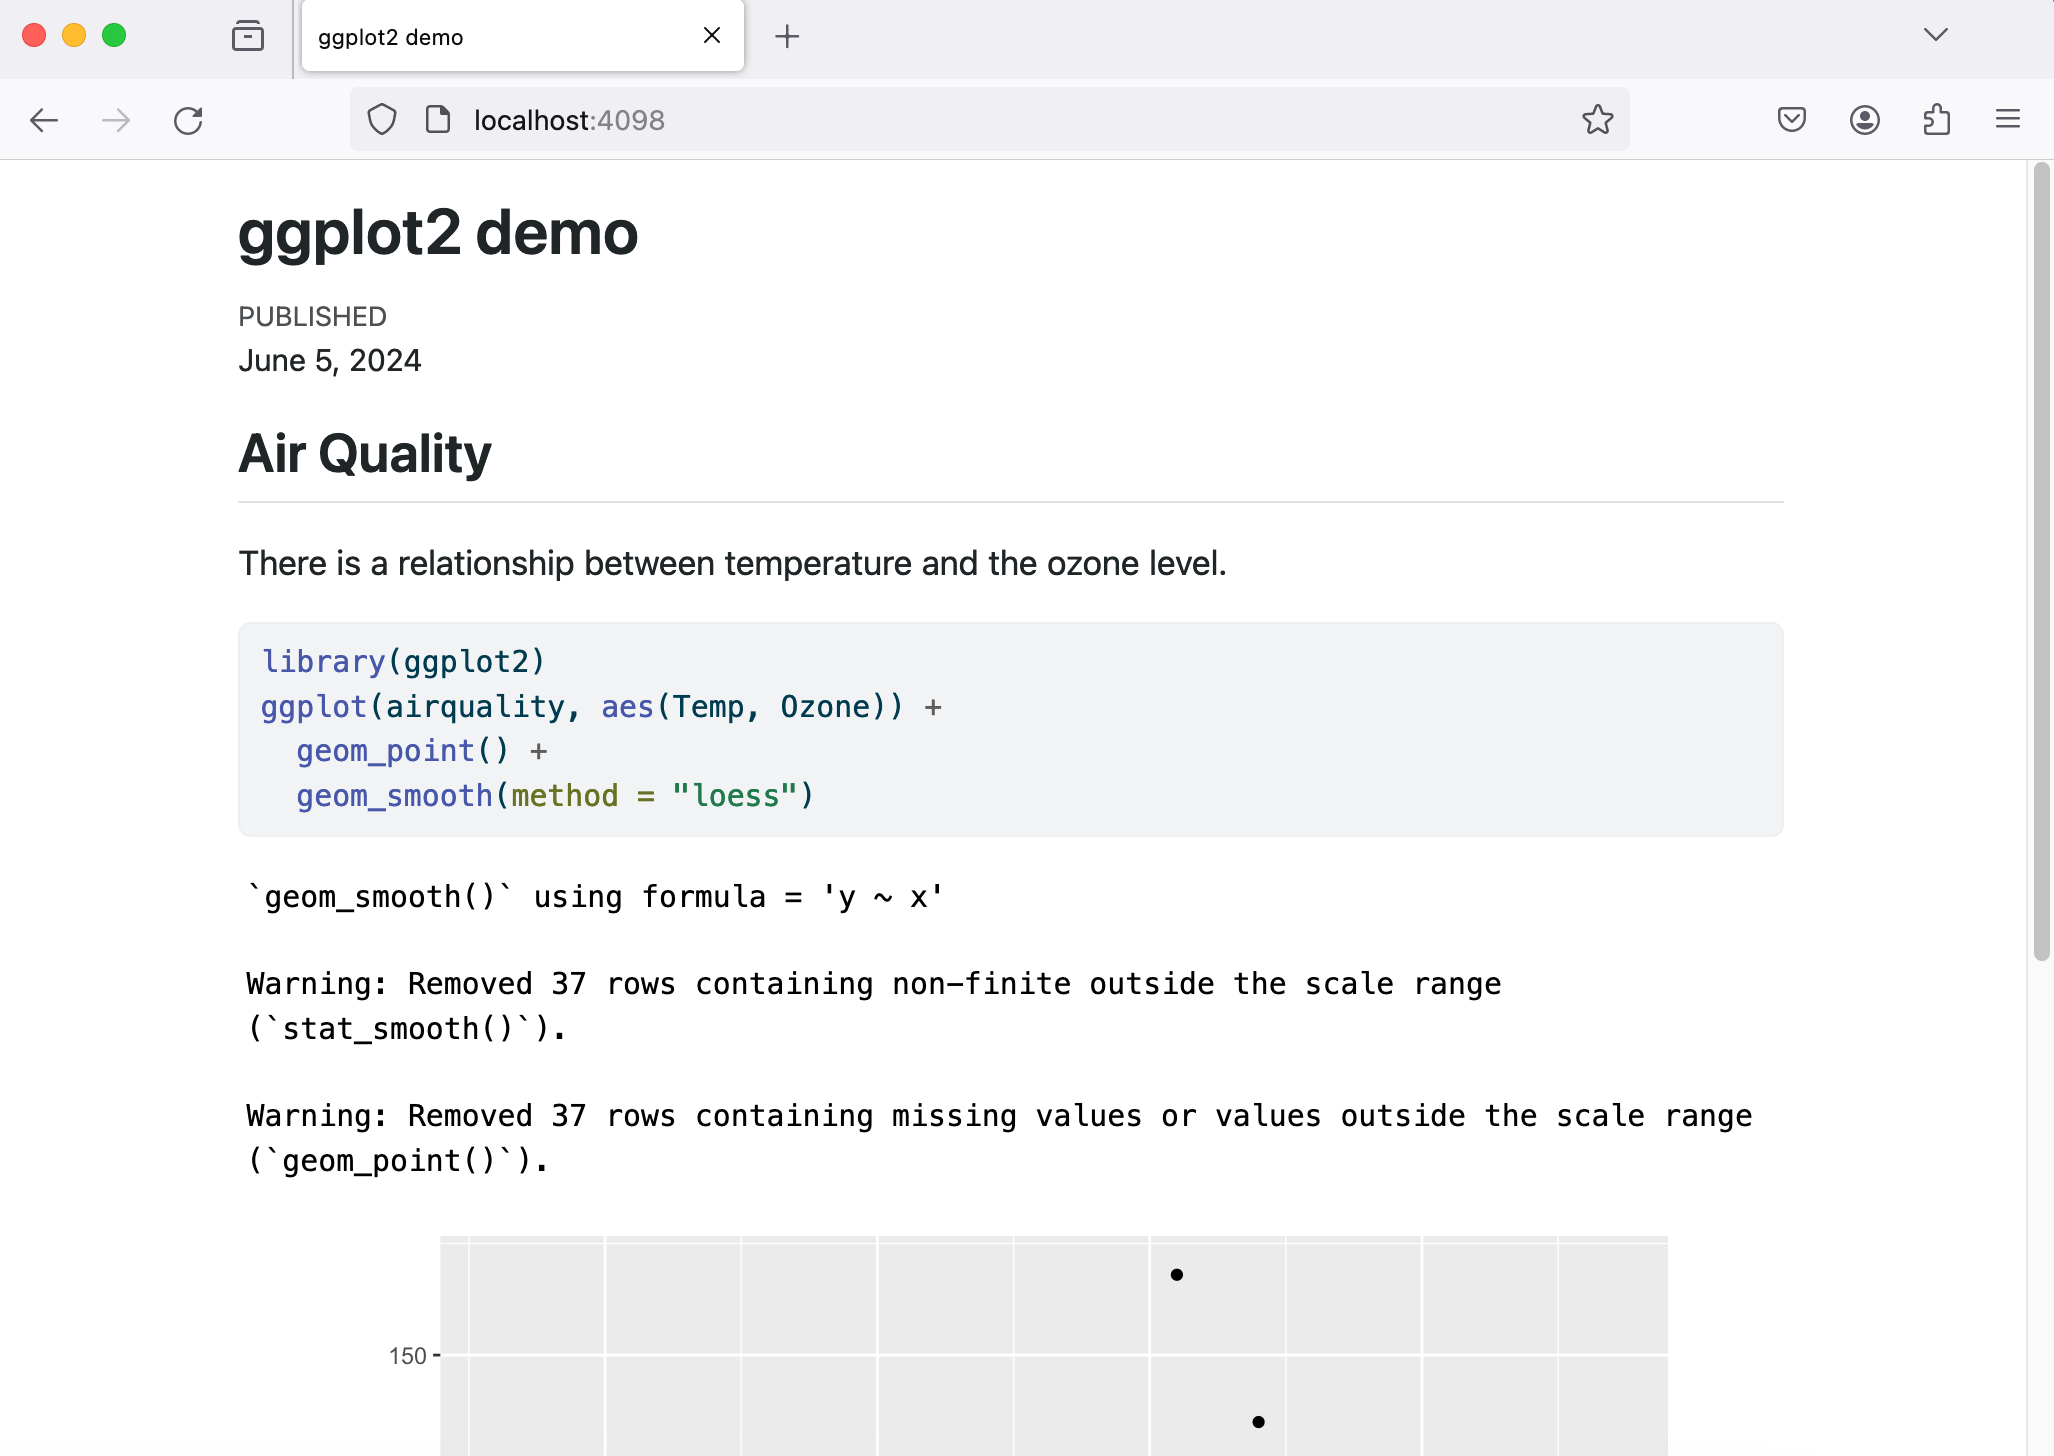 ggplot2 demo
localhost:4098
ggplot2 demo
PUBLISHED
June 5, 2024
Air Quality
There is a relationship between temperature and the ozone level.
library(ggplot2)
ggplot(airquality, aes(Temp, Ozone)) +
  geom_point() +
  geom_smooth(method = "loess")
`geom_smooth()` using formula = 'y ~ x'
Warning: Removed 37 rows containing non-finite outside the scale range
(`stat_smooth()`).
Warning: Removed 37 rows containing missing values or values outside the scale range
(`geom_point()`).
150